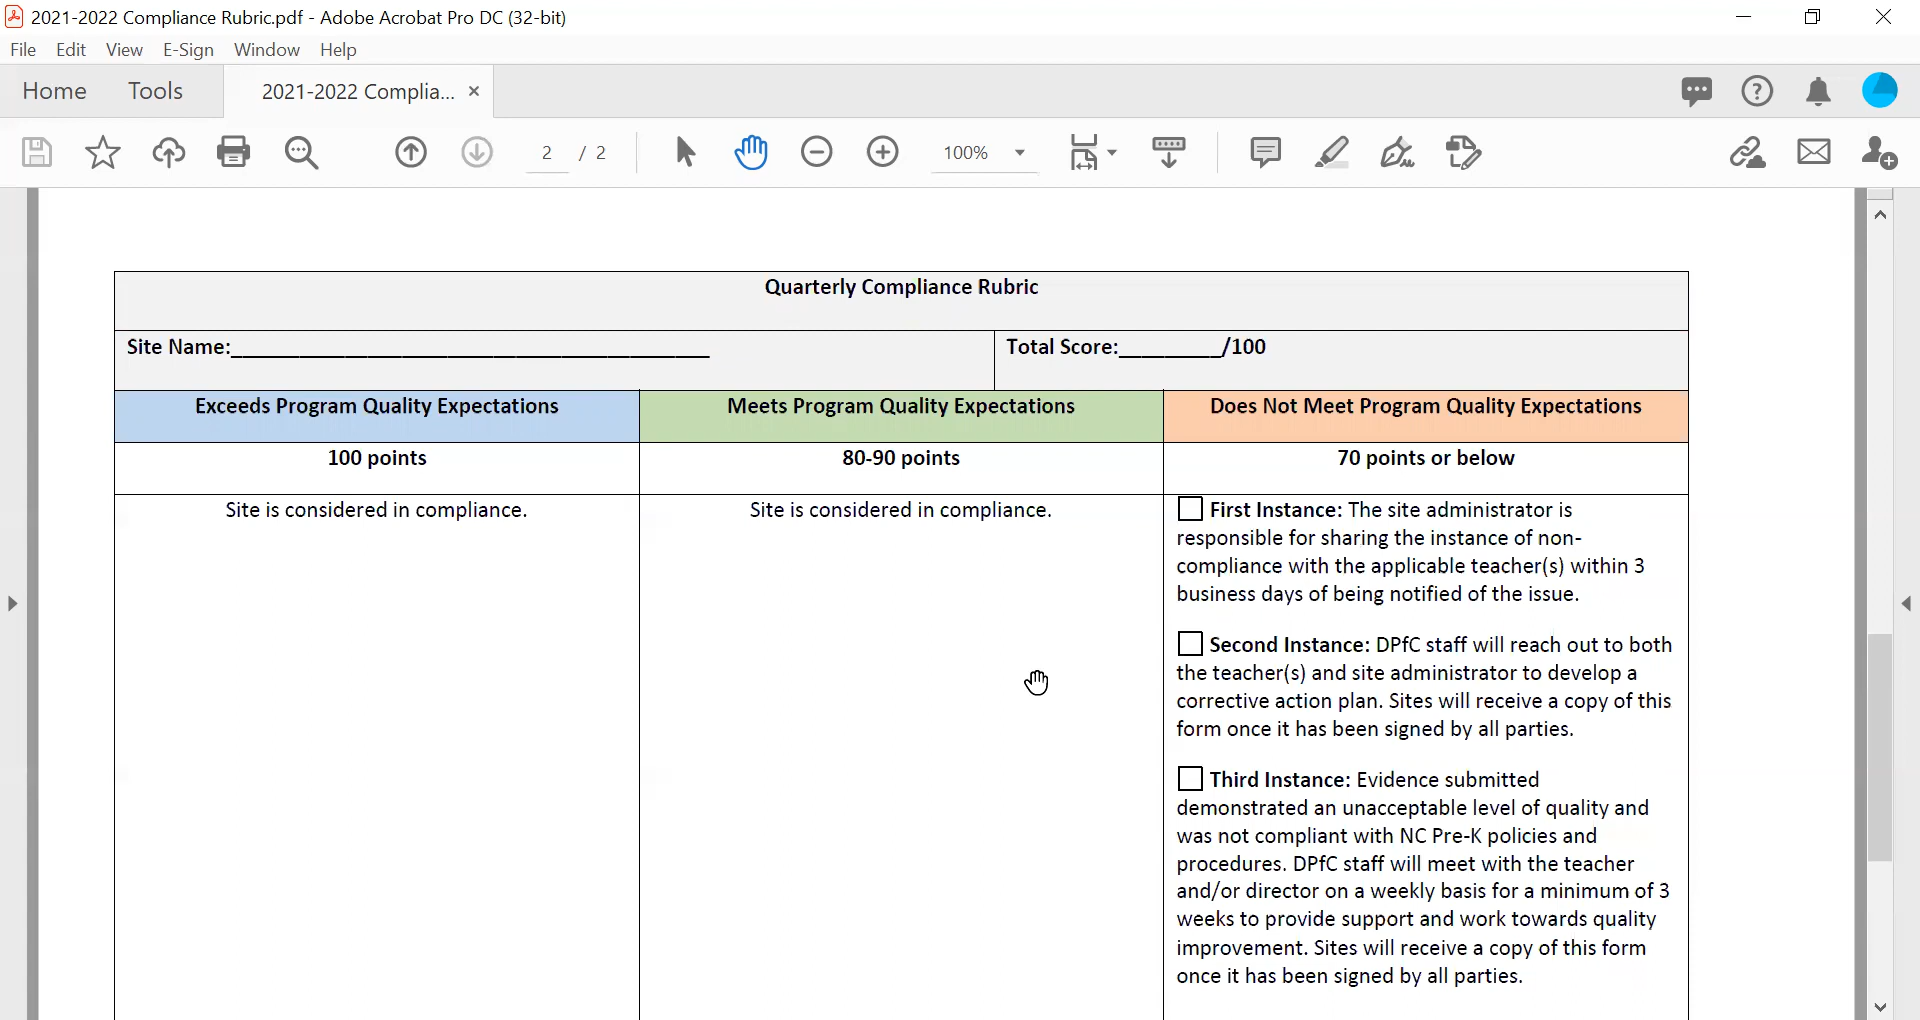 2021-2022 Compliance Rubric.pdf - Adobe Acrobat Pro DC (32-bit)
File Edit View E-Sign Window Help
Home Tools 2021-2022 Complia... ×
2 / 2 100%
Quarterly Compliance Rubric
Site Name:__________________________________________ Total Score:_________/100
Exceeds Program Quality Expectations Meets Program Quality Expectations Does Not Meet Program Quality Expectations
100 points 80-90 points 70 points or below
Site is considered in compliance. Site is considered in compliance. First Instance: The site administrator is
responsible for sharing the instance of non-
compliance with the applicable teacher(s) within 3
business days of being notified of the issue.
Second Instance: DPfC staff will reach out to both
the teacher(s) and site administrator to develop a
corrective action plan. Sites will receive a copy of this
form once it has been signed by all parties.
Third Instance: Evidence submitted
demonstrated an unacceptable level of quality and
was not compliant with NC Pre-K policies and
procedures. DPfC staff will meet with the teacher
and/or director on a weekly basis for a minimum of 3
weeks to provide support and work towards quality
improvement. Sites will receive a copy of this form
once it has been signed by all parties.